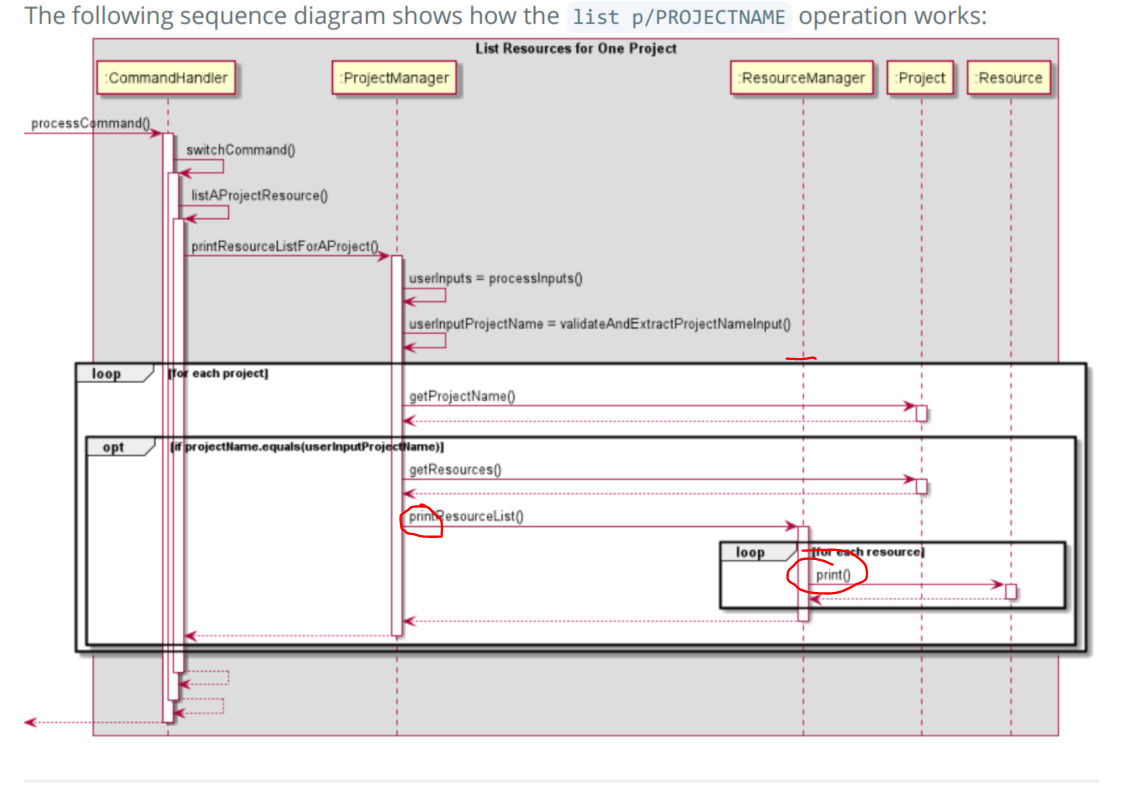 The following sequence diagram shows how the list p/PROJECTNAME operation works:
List Resources for One Project
:CommandHandler :ProjectManager :ResourceManager :Project :Resource
processCommand()
switchCommand()
listAProjectResource()
printResourceListForAProject()
userInputs = processInputs()
userInputProjectName = validateAndExtractProjectNameInput()
loop [for each project]
getProjectName()
opt [if projectName.equals(userInputProjectName)]
getResources()
printResourceList()
loop [for each resource]
print()